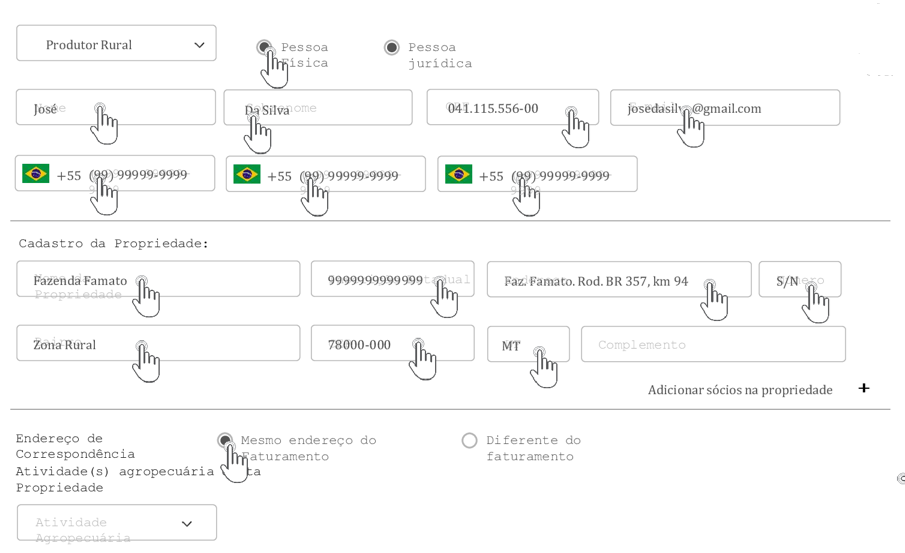 Produtor Rural
Pessoa Física
Pessoa jurídica
José
Da Silva
041.115.556-00
josedasilva@gmail.com
+55 (99) 99999-9999
+55 (99) 99999-9999
+55 (99) 99999-9999
Cadastro da Propriedade:
Nome da Propriedade
Fazenda Famato
9999999999999
Faz. Famato. Rod. BR 357, km 94
S/N
Zona Rural
78000-000
MT
Complemento
Adicionar sócios na propriedade +
Endereço de
Correspondência
Mesmo endereço do
Faturamento
Diferente do
faturamento
Atividade(s) agropecuária
Propriedade
Atividade
Agropecuária